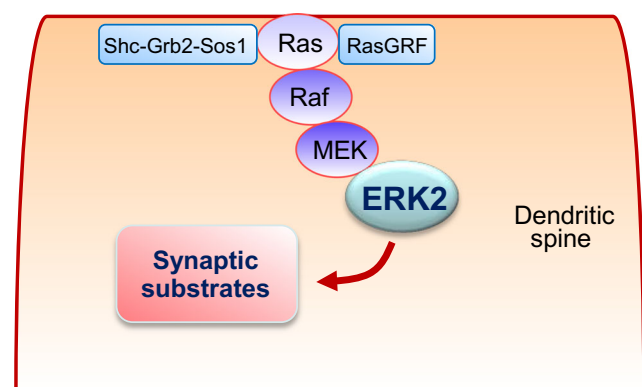 Shc-Grb2-Sos1
Ras
RasGRF
Raf
MEK
ERK2
Dendritic
spine
Synaptic
substrates